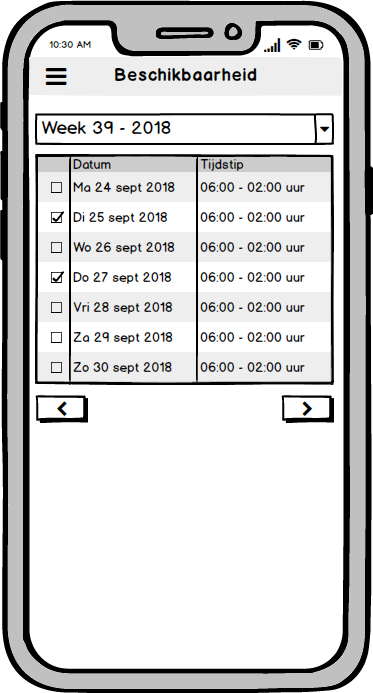 10:30 AM
Beschikbaarheid
Week 39 - 2018
Datum Tijdstip
Ma 24 sept 2018 06:00 - 02:00 uur
Di 25 sept 2018 06:00 - 02:00 uur
Wo 26 sept 2018 06:00 - 02:00 uur
Do 27 sept 2018 06:00 - 02:00 uur
Vri 28 sept 2018 06:00 - 02:00 uur
Za 29 sept 2018 06:00 - 02:00 uur
Zo 30 sept 2018 06:00 - 02:00 uur